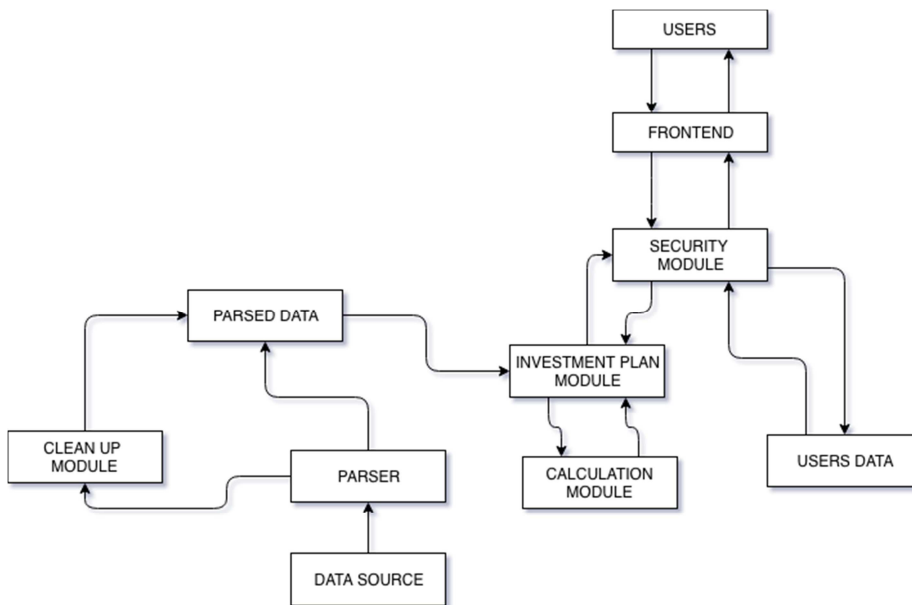 USERS
FRONTEND
SECURITY
MODULE
PARSED DATA
INVESTMENT PLAN
MODULE
CLEAN UP
MODULE
PARSER
CALCULATION
MODULE
USERS DATA
DATA SOURCE